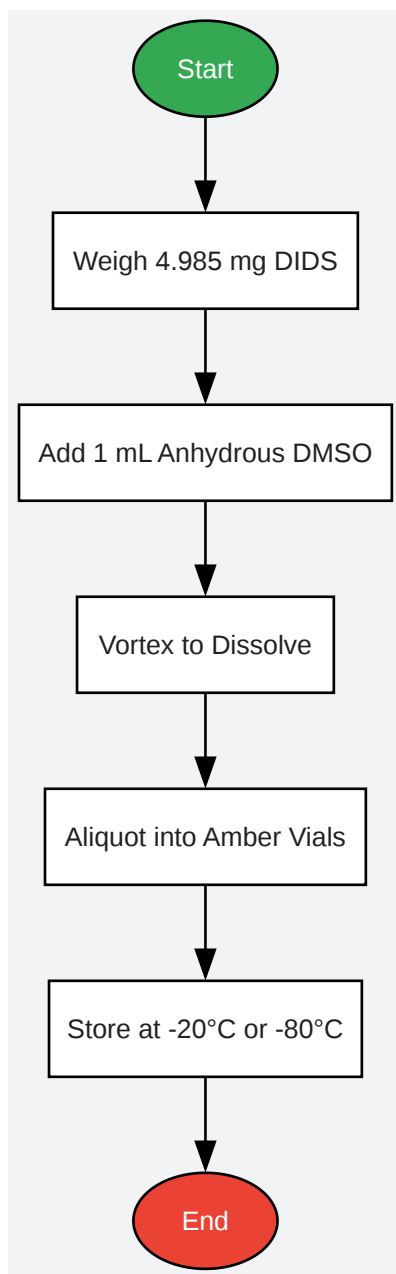 Start
Weigh 4.985 mg DIDS
Add 1 mL Anhydrous DMSO
Vortex to Dissolve
Aliquot into Amber Vials
Store at -20°C or -80°C
End